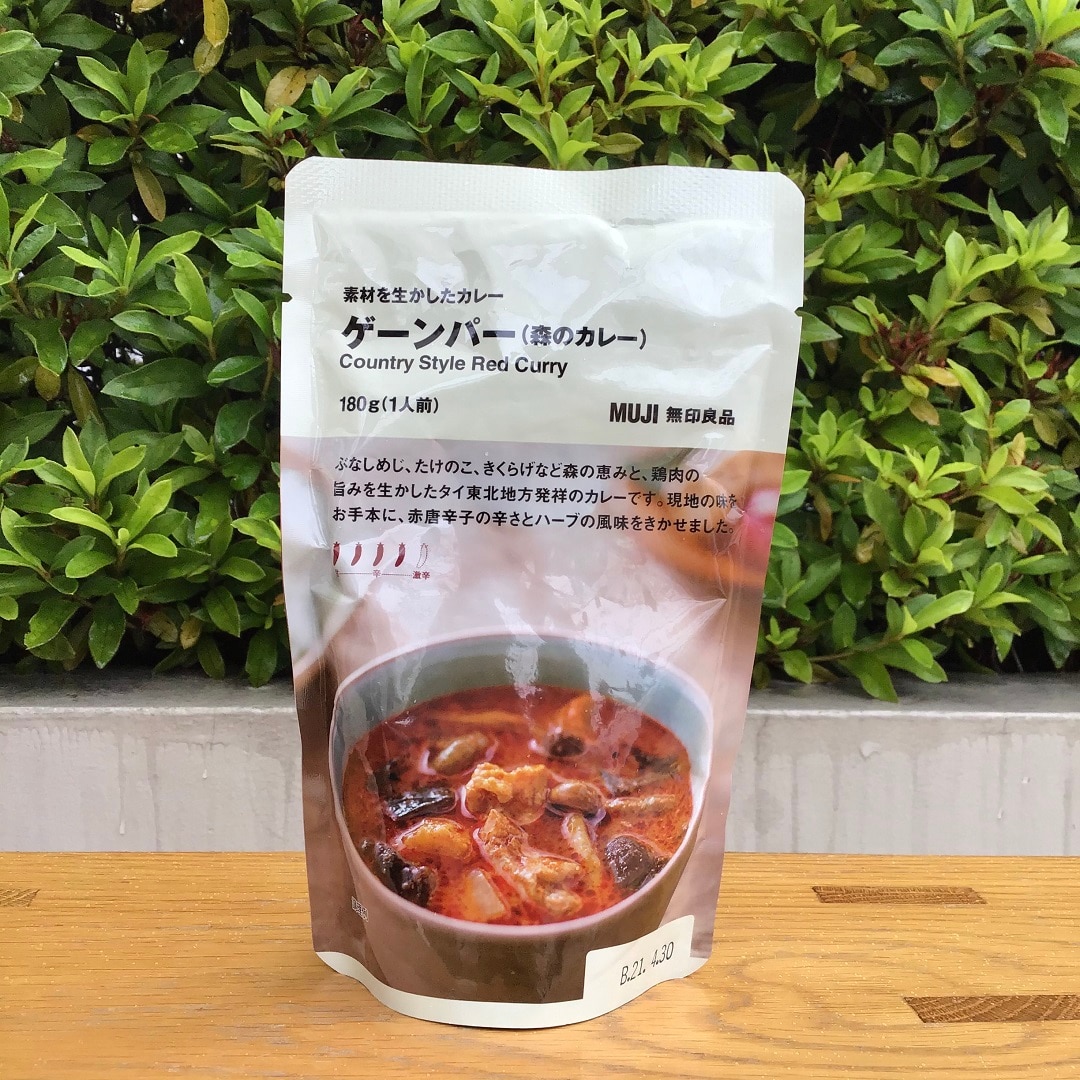 素材を生かしたカレー
ゲーンパー(森のカレー)
Country Style Red Curry
180g(1人前)
MUJI 無印良品
ぶなしめじ、たけのこ、きくらげなど森の恵みと、鶏肉の
旨みを生かしたタイ東北地方発祥のカレーです。現地の味を
お手本に、赤唐辛子の辛さとハーブの風味をきかせました。
辛 激辛
B.21. 4.30